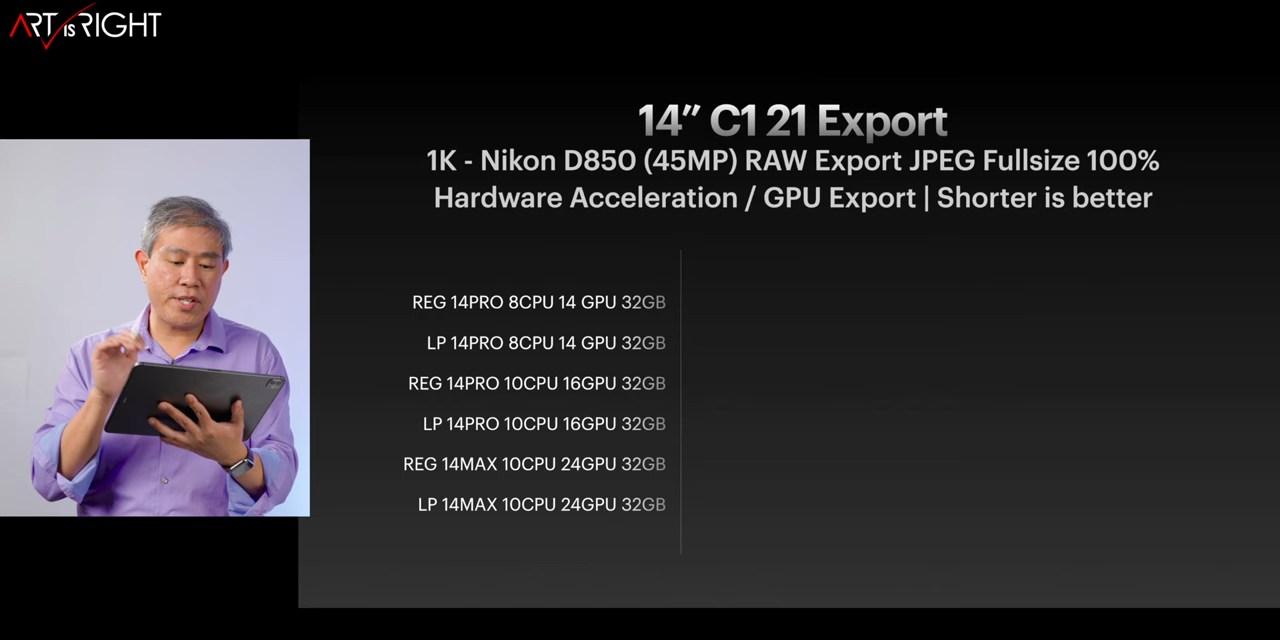 ART IS RIGHT
14” C1 21 Export
1K - Nikon D850 (45MP) RAW Export JPEG Fullsize 100%
Hardware Acceleration / GPU Export | Shorter is better
REG 14PRO 8CPU 14 GPU 32GB
LP 14PRO 8CPU 14 GPU 32GB
REG 14PRO 10CPU 16GPU 32GB
LP 14PRO 10CPU 16GPU 32GB
REG 14MAX 10CPU 24GPU 32GB
LP 14MAX 10CPU 24GPU 32GB